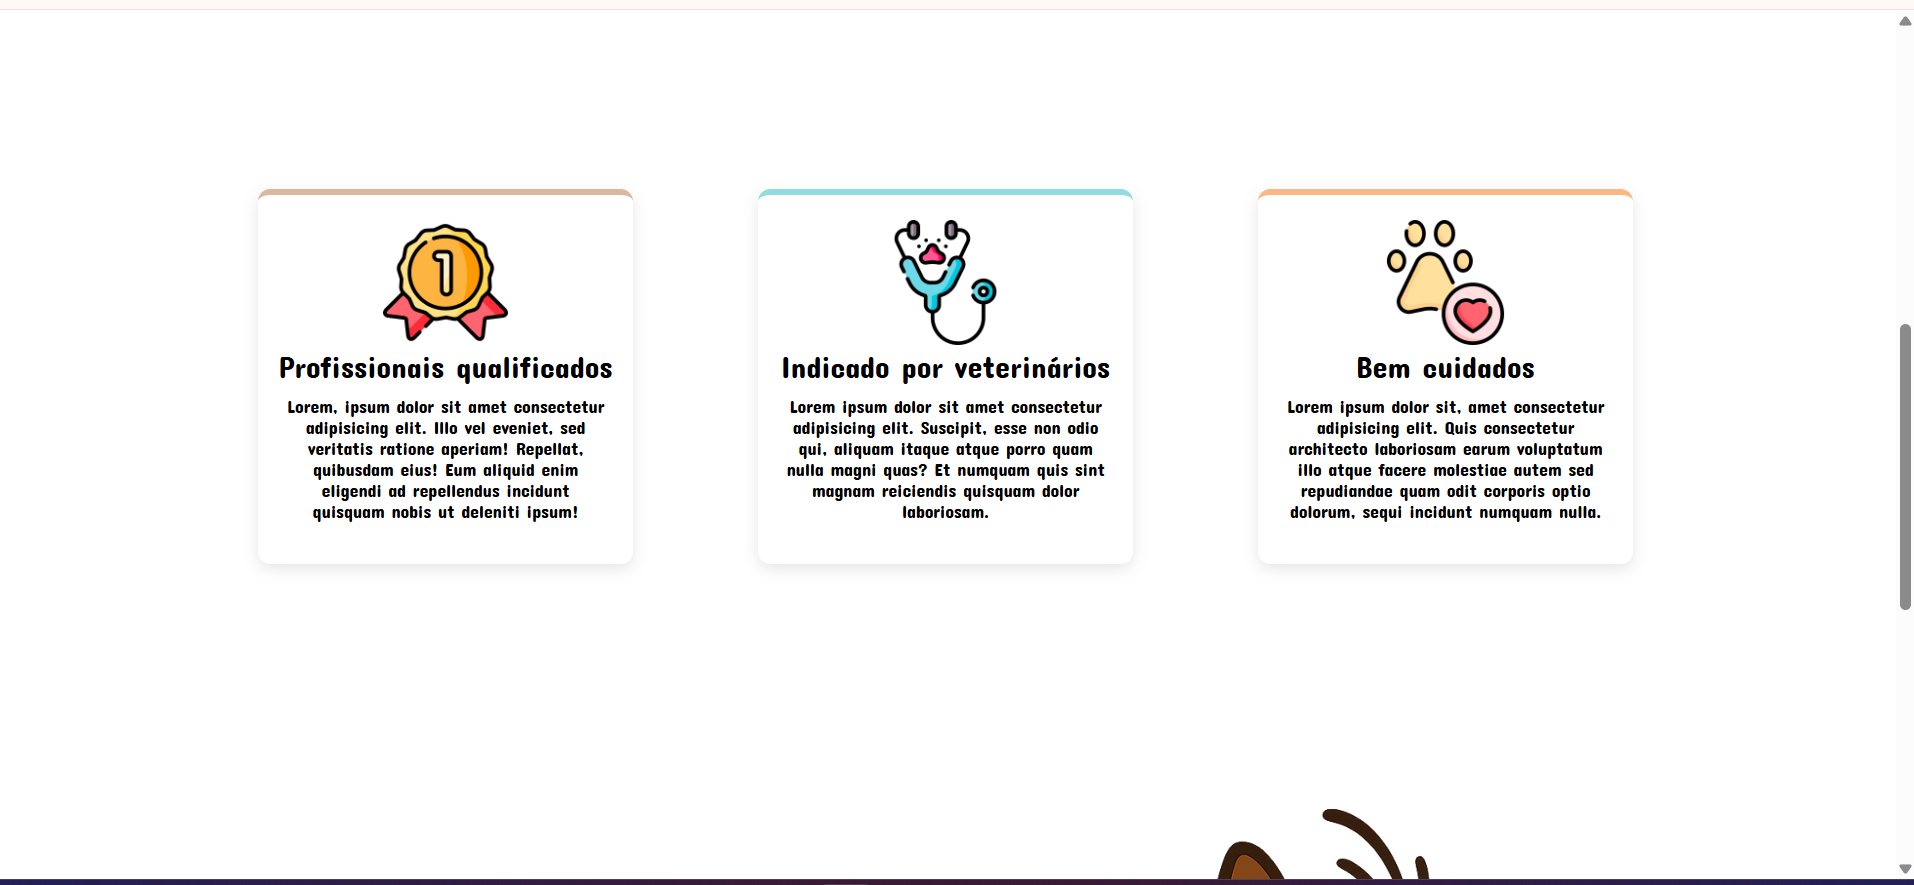 1
Profissionais qualificados
Lorem, ipsum dolor sit amet consectetur
adipisicing elit. Illo vel eveniet, sed
veritatis ratione aperiam! Repellat,
quibusdam eius! Eum aliquid enim
eligendi ad repellendus incidunt
quisquam nobis ut deleniti ipsum!
Indicado por veterinários
Lorem ipsum dolor sit amet consectetur
adipisicing elit. Suscipit, esse non odio
qui, aliquam itaque atque porro quam
nulla magni quas? Et numquam quis sint
magnam reiciendis quisquam dolor
laboriosam.
Bem cuidados
Lorem ipsum dolor sit, amet consectetur
adipisicing elit. Quis consectetur
architecto laboriosam earum voluptatum
illo atque facere molestiae autem sed
repudiandae quam odit corporis optio
dolorum, sequi incidunt numquam nulla.